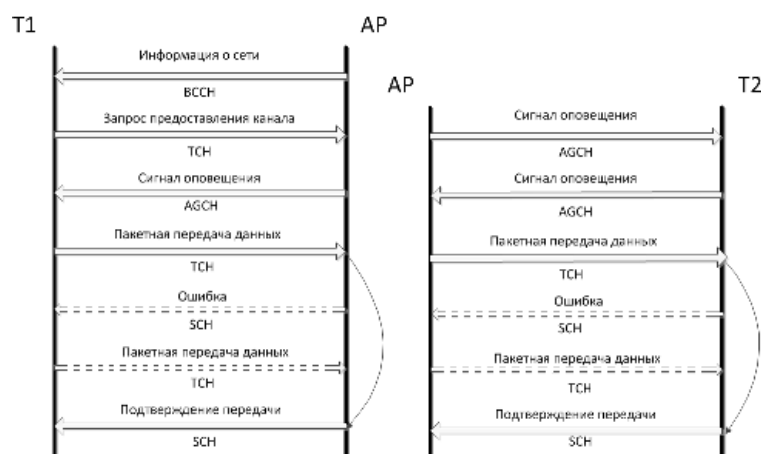 T1
AP
Информация о сети
BCCH
Запрос предоставления канала
TCH
Сигнал оповещения
AGCH
Пакетная передача данных
TCH
Ошибка
SCH
Пакетная передача данных
TCH
Подтверждение передачи
SCH
AP
T2
Сигнал оповещения
AGCH
Сигнал оповещения
AGCH
Пакетная передача данных
TCH
Ошибка
SCH
Пакетная передача данных
TCH
Подтверждение передачи
SCH